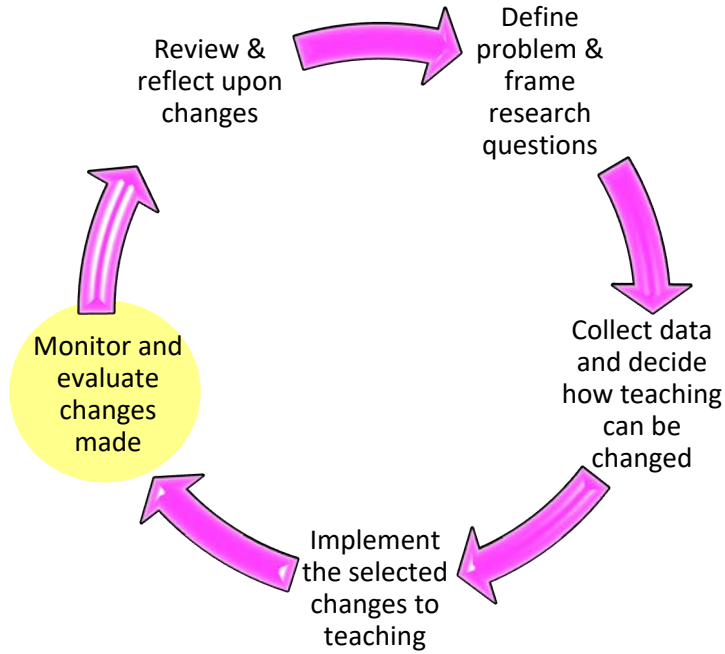 Define
problem &
frame
research
questions
Collect data
and decide
how teaching
can be
changed
Implement
the selected
changes to
teaching
Monitor and
evaluate
changes
made
Review &
reflect upon
changes